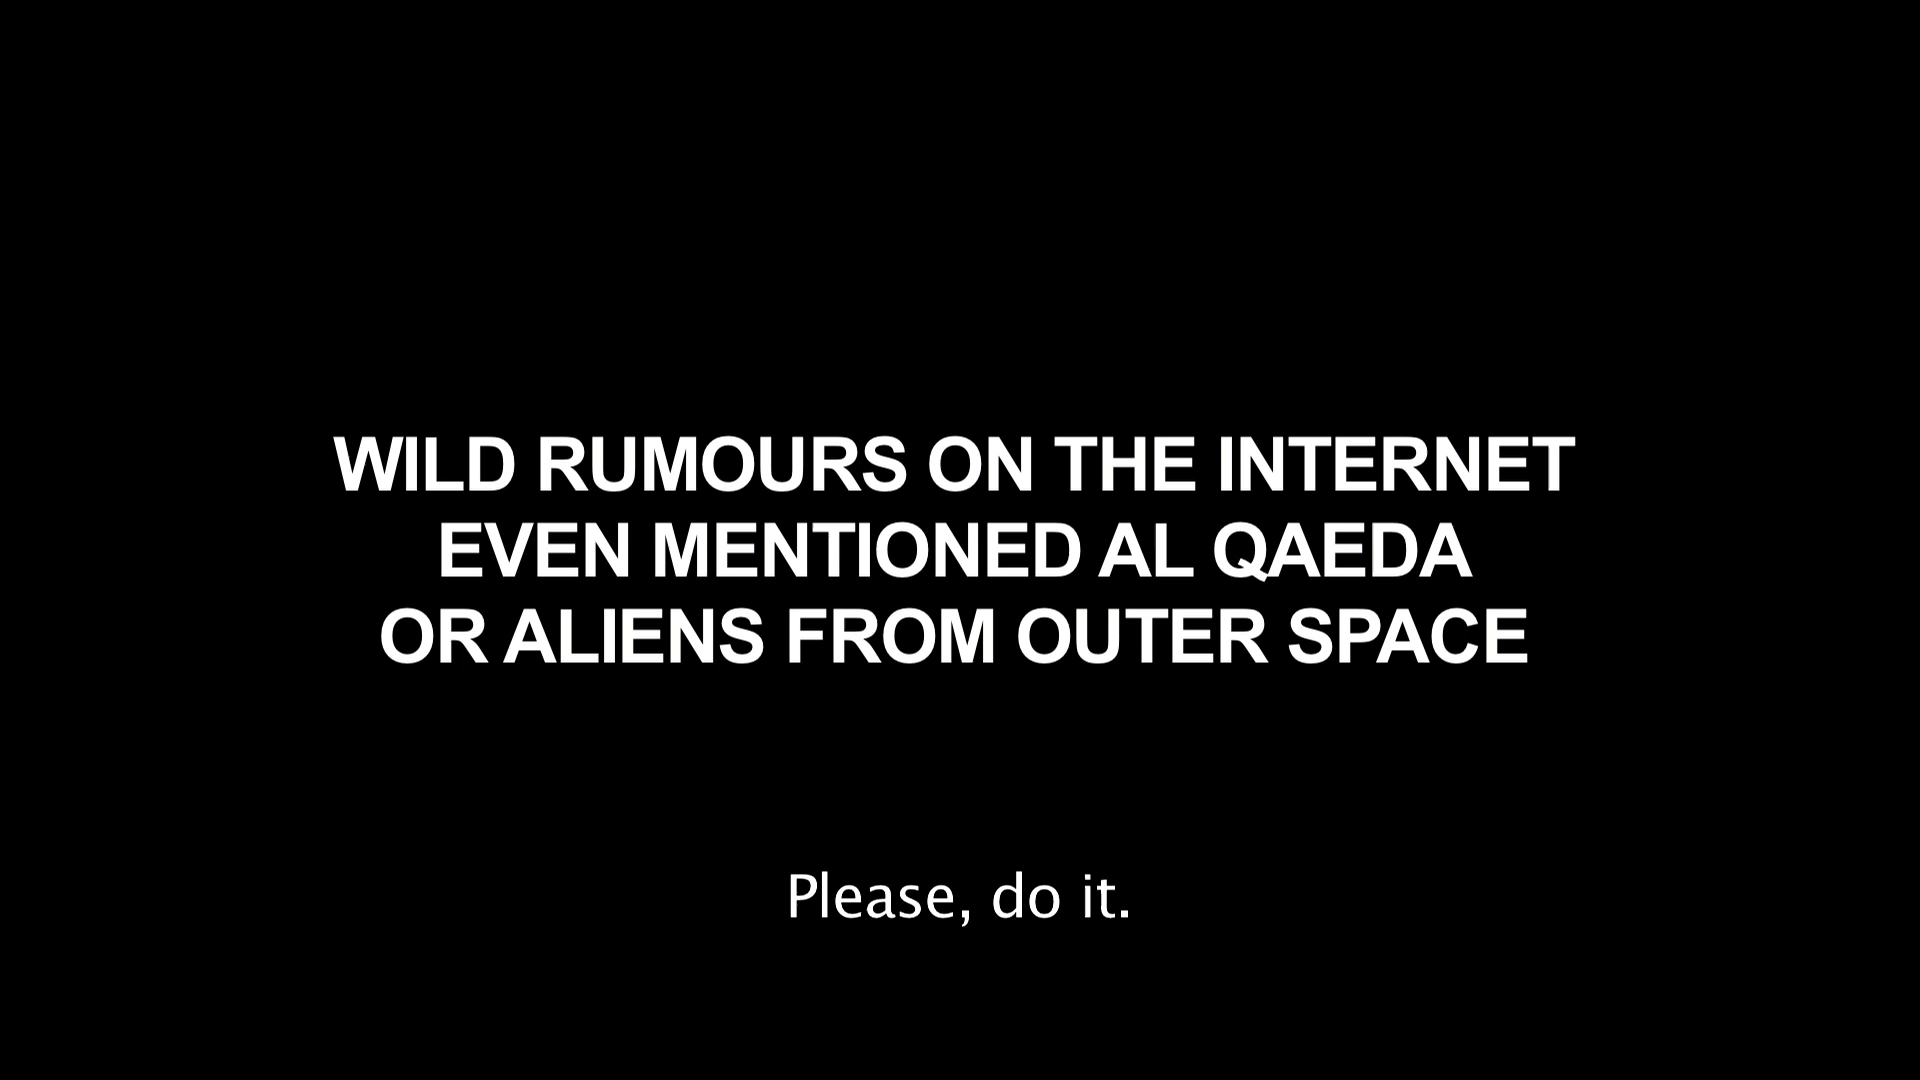 WILD RUMOURS ON THE INTERNET
EVEN MENTIONED AL QAEDA
OR ALIENS FROM OUTER SPACE
Please, do it.